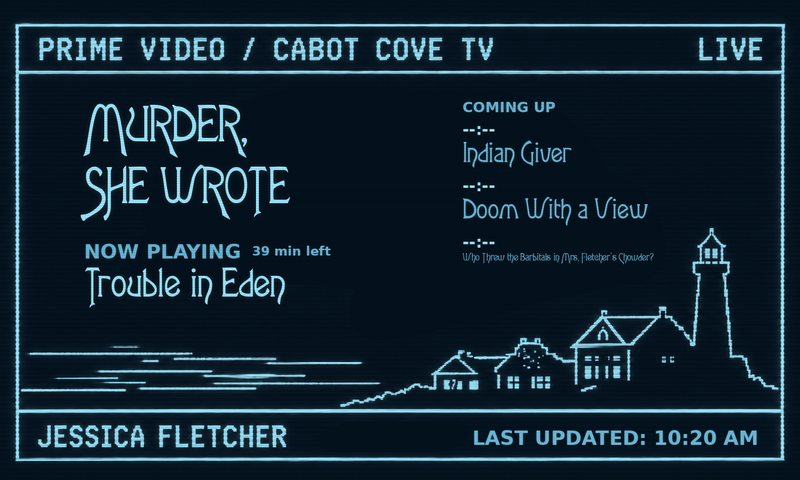 PRIME VIDEO / CABOT COVE TV
LIVE
MURDER,
SHE WROTE
NOW PLAYING 39 min left
Trouble in Eden
COMING UP
--:--
Indian Giver
--:--
Doom With a View
--:--
Who Threw the Barbitals in Mrs. Fletcher's Chowder?
JESSICA FLETCHER
LAST UPDATED: 10:20 AM